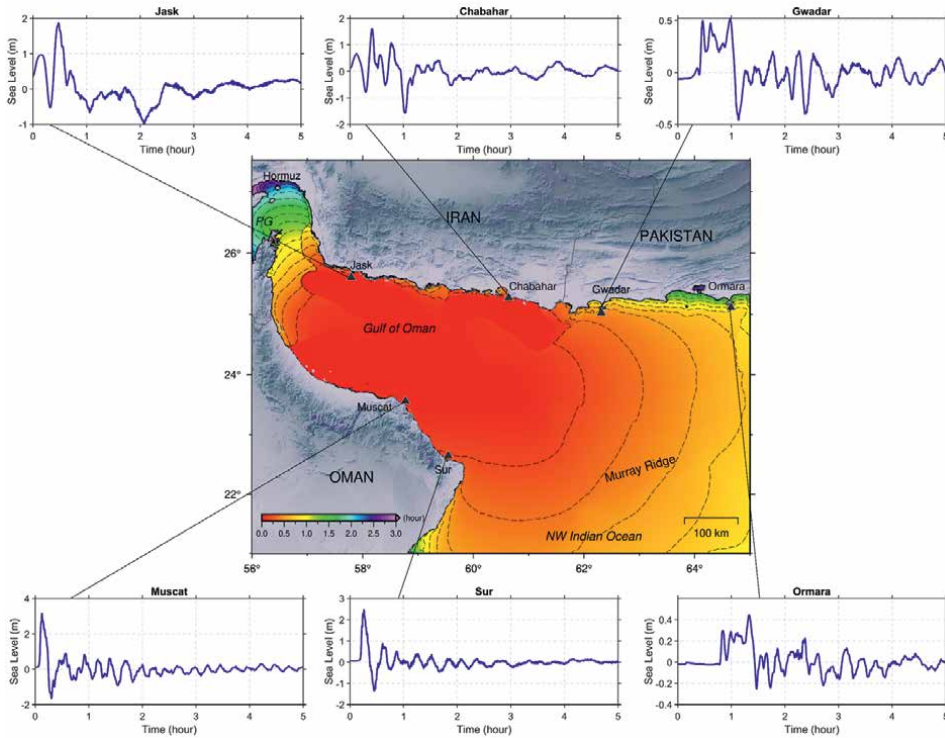 Jask
Sea Level (m)
2
1
0
-1
0 1 2 3 4 5
Time (hour)
Chabahar
Sea Level (m)
2
1
0
-1
-2
0 1 2 3 4 5
Time (hour)
Gwadar
Sea Level (m)
0.5
0
-0.5
0 1 2 3 4 5
Time (hour)
Hormuz
PG
IRAN
PAKISTAN
26°
Jask
Chabahar
Gwadar
Ormara
Gulf of Oman
24°
Muscat
Sur
OMAN
Murray Ridge
22°
(hour)
0.0 0.5 1.0 1.5 2.0 2.5 3.0
NW Indian Ocean
100 km
56° 58° 60° 62° 64°
Muscat
Sea Level (m)
4
2
0
-2
0 1 2 3 4 5
Time (hour)
Sur
Sea Level (m)
3
2
1
0
-1
-2
0 1 2 3 4 5
Time (hour)
Ormara
Sea Level (m)
0.4
0.2
0
-0.2
-0.4
0 1 2 3 4 5
Time (hour)